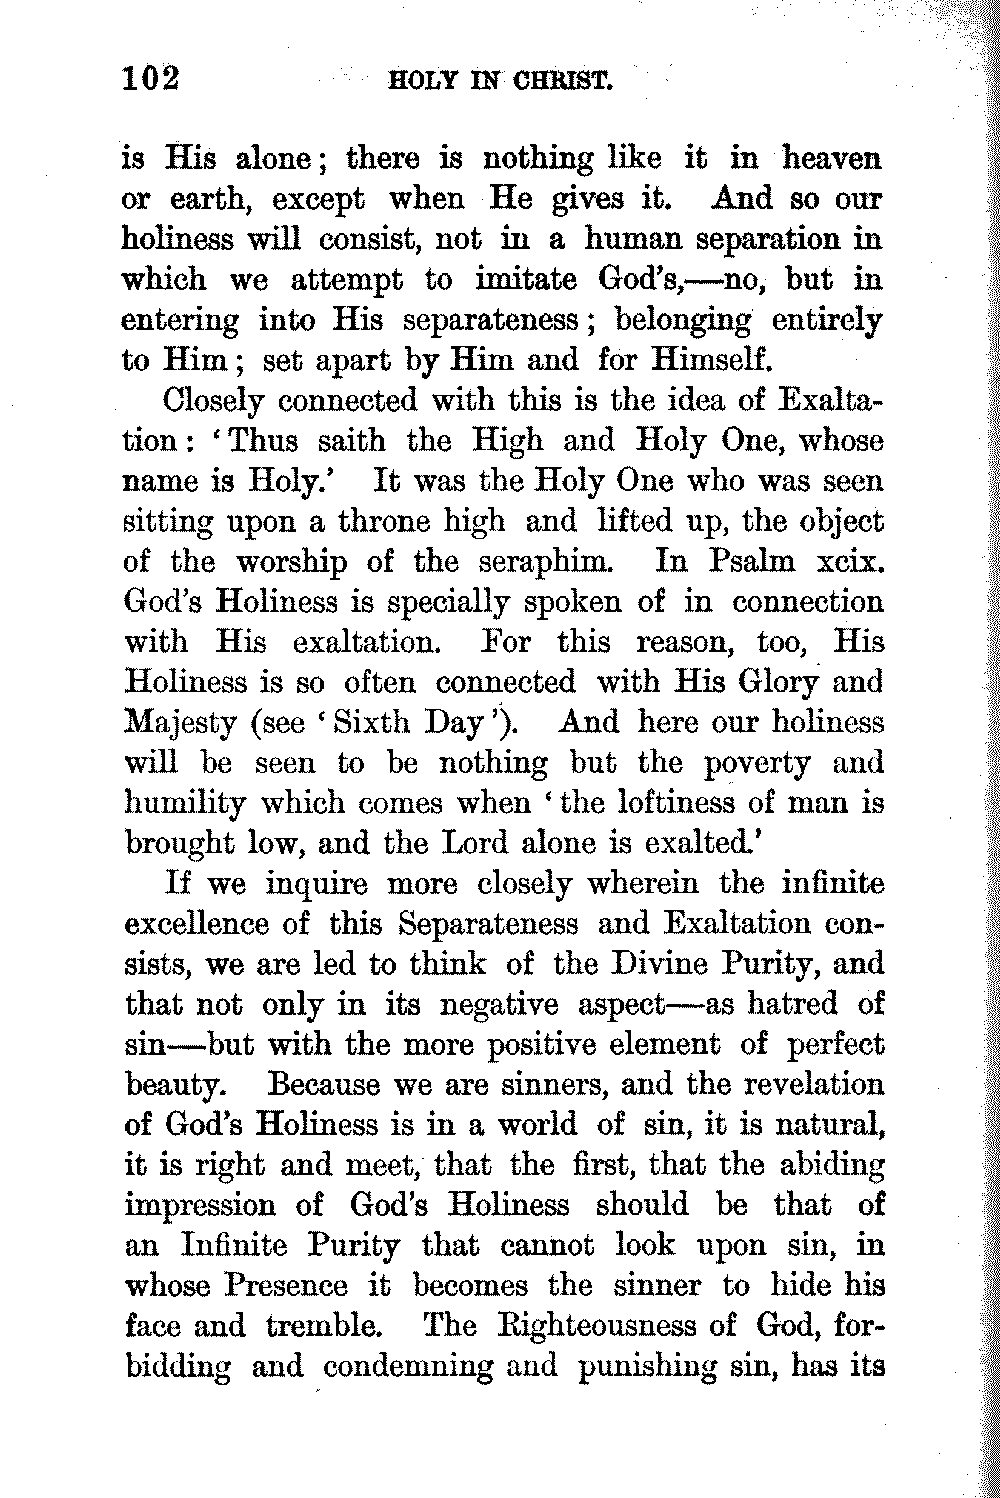 102 HOLY IN CHRIST.
is His alone; there is nothing like it in heaven
or earth, except when He gives it. And so our
holiness will consist, not in a human separation in
which we attempt to imitate God's,—no, but in
entering into His separateness; belonging entirely
to Him; set apart by Him and for Himself.
Closely connected with this is the idea of Exalta-
tion: 'Thus saith the High and Holy One, whose
name is Holy.' It was the Holy One who was seen
sitting upon a throne high and lifted up, the object
of the worship of the seraphim. In Psalm xcix.
God's Holiness is specially spoken of in connection
with His exaltation. For this reason, too, His
Holiness is so often connected with His Glory and
Majesty (see 'Sixth Day'). And here our holiness
will be seen to be nothing but the poverty and
humility which comes when 'the loftiness of man is
brought low, and the Lord alone is exalted.'
If we inquire more closely wherein the infinite
excellence of this Separateness and Exaltation con-
sists, we are led to think of the Divine Purity, and
that not only in its negative aspect—as hatred of
sin—but with the more positive element of perfect
beauty. Because we are sinners, and the revelation
of God's Holiness is in a world of sin, it is natural,
it is right and meet, that the first, that the abiding
impression of God's Holiness should be that of
an Infinite Purity that cannot look upon sin, in
whose Presence it becomes the sinner to hide his
face and tremble. The Righteousness of God, for-
bidding and condemning and punishing sin, has its